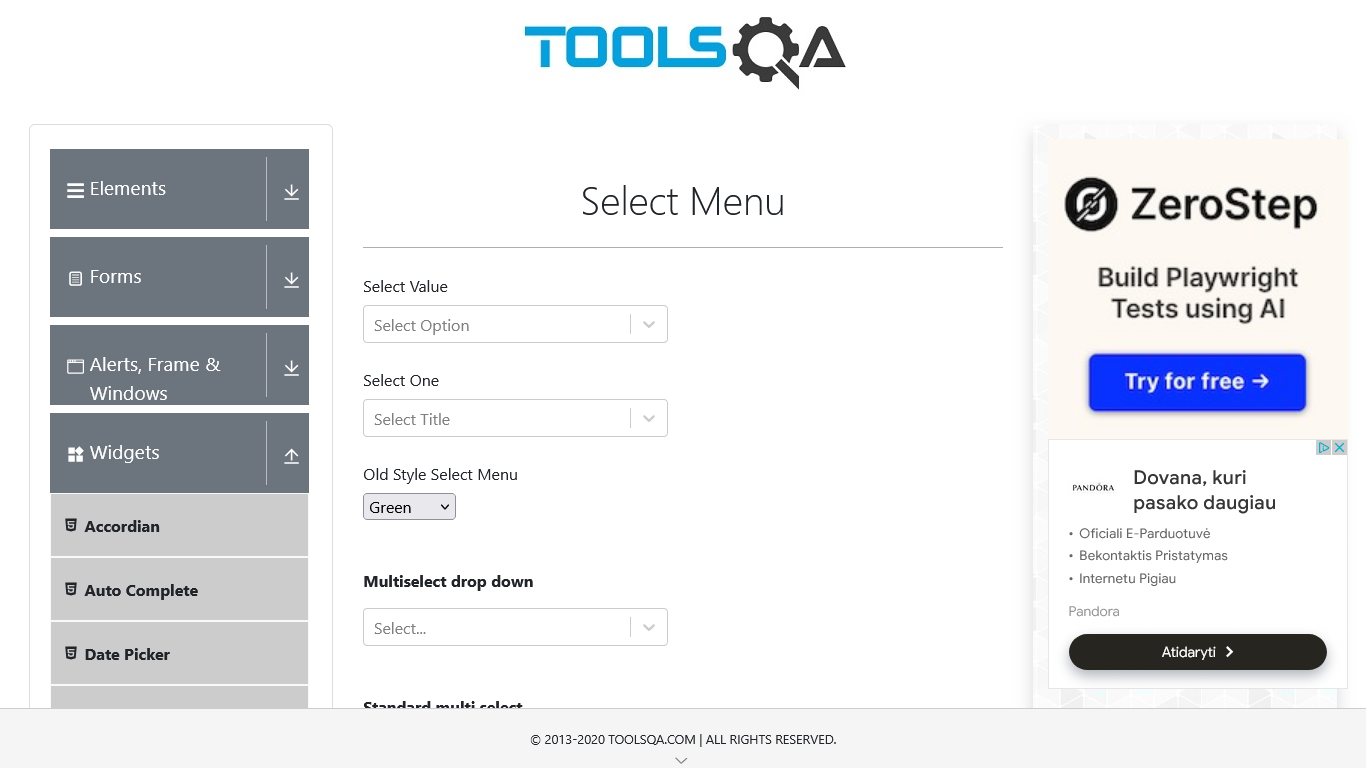 TOOLSQA
Elements
Forms
Alerts, Frame &
Windows
Widgets
Accordian
Auto Complete
Date Picker
Select Menu
Select Value
Select Option
Select One
Select Title
Old Style Select Menu
Green
Multiselect drop down
Select...
Standard multi select
ZeroStep
Build Playwright
Tests using AI
Try for free →
PANDÖRA
Dovana, kuri
pasako daugiau
• Oficiali E-Parduotuvė
• Bekontaktis Pristatymas
• Internetu Pigiau
Pandora
Atidaryti
© 2013-2020 TOOLSQA.COM | ALL RIGHTS RESERVED.